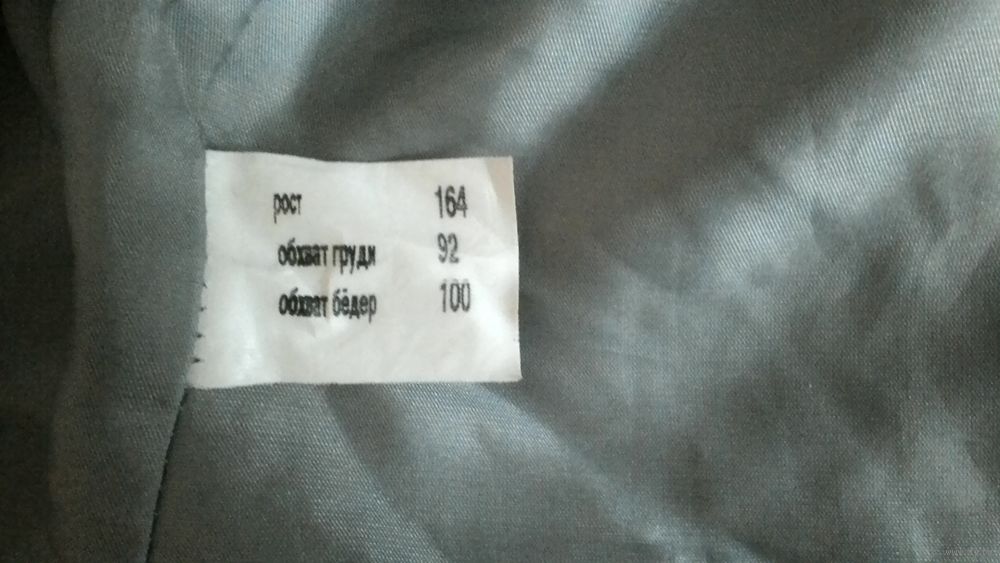 рост 164
обхват груди 92
обхват бёдер 100